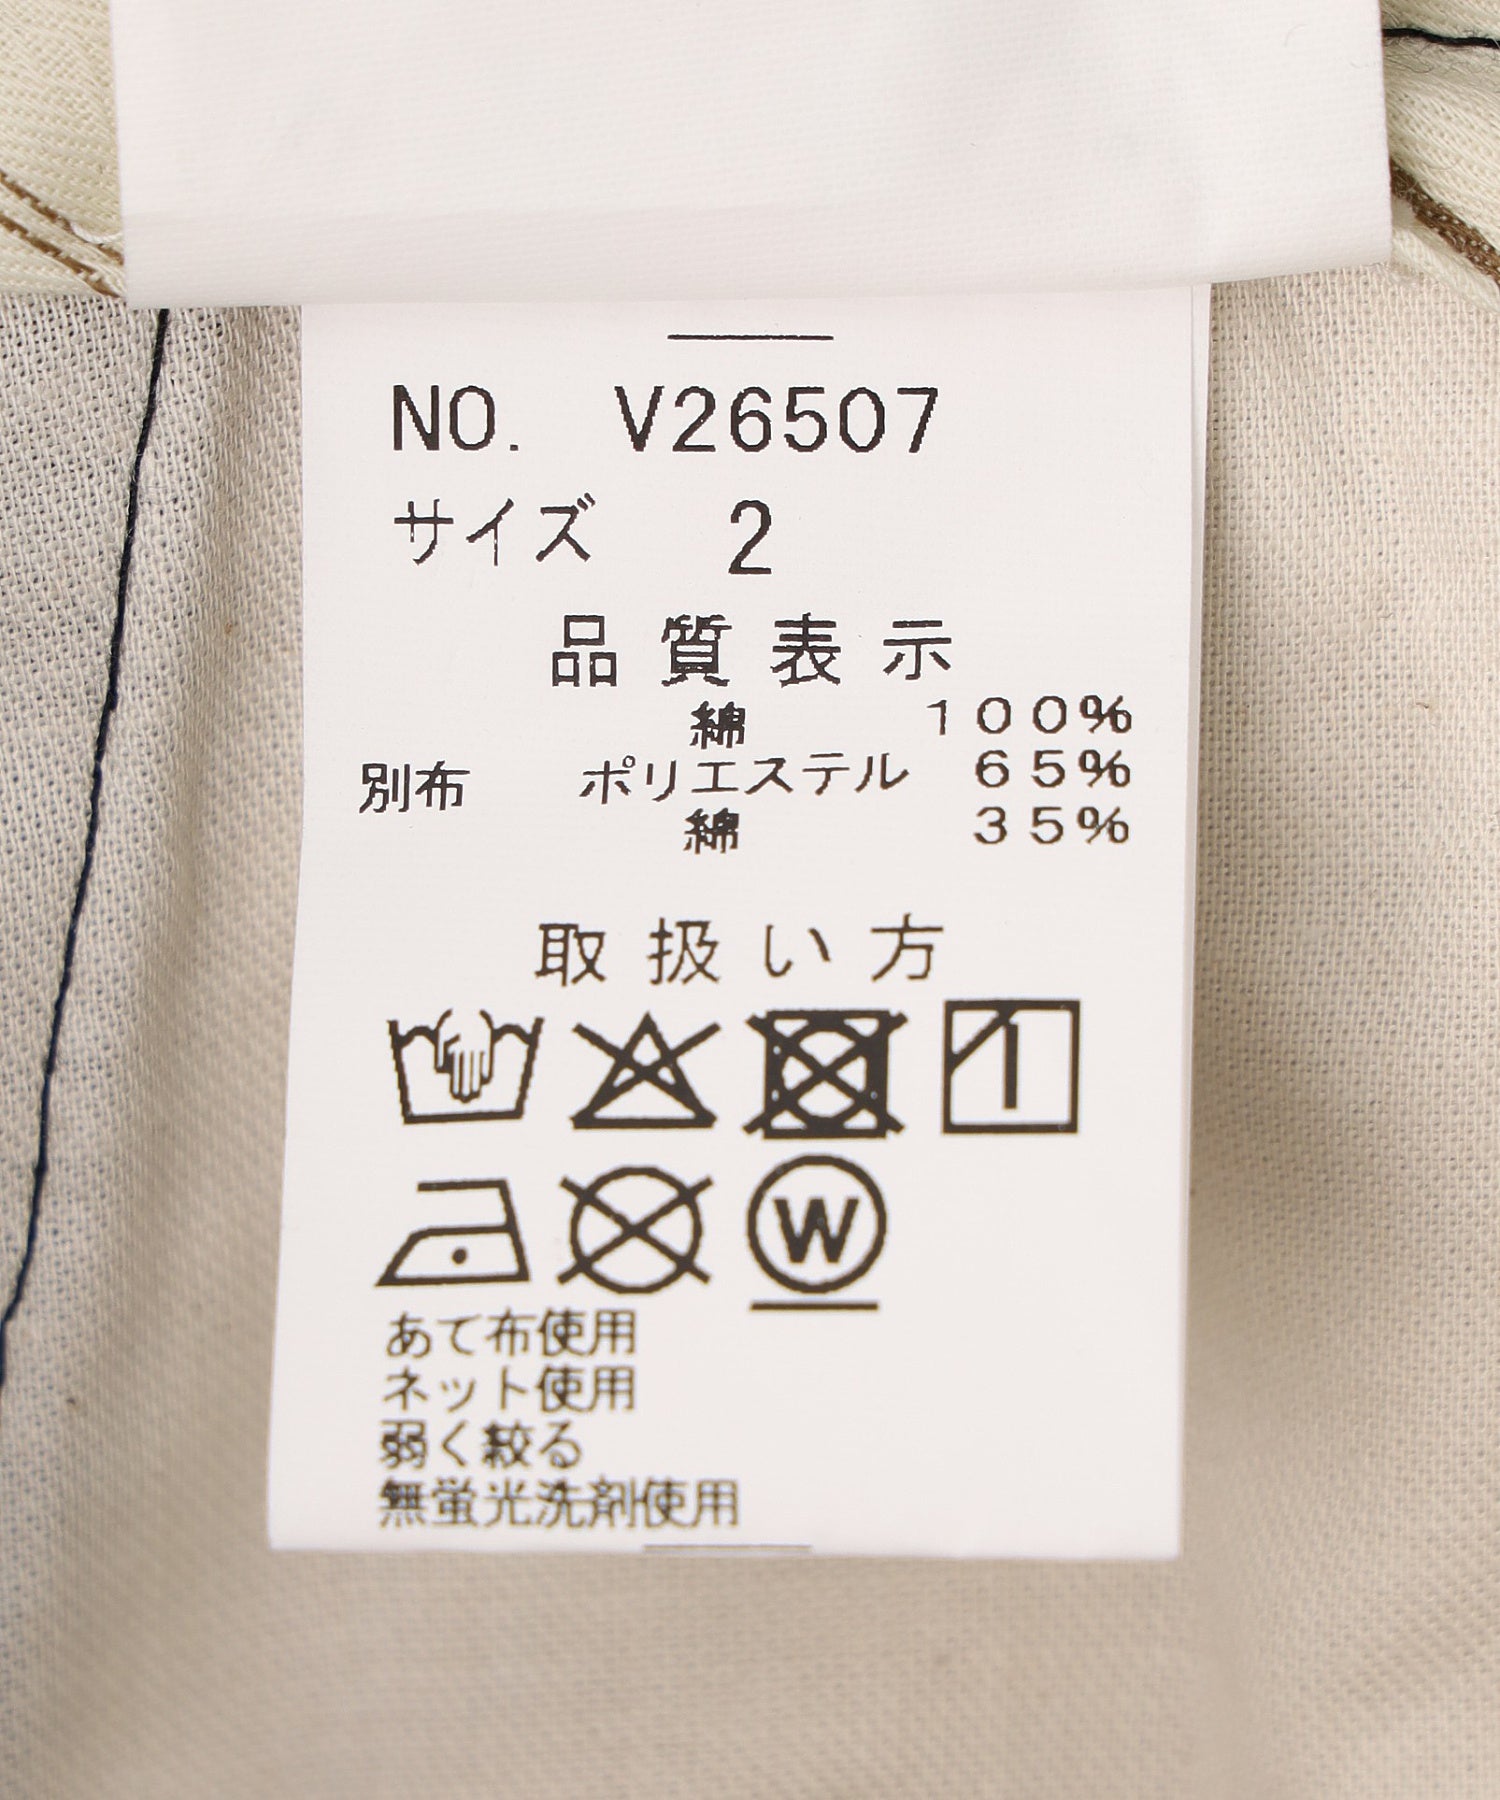 NO. V26507
サイズ 2
品質表示
綿 100%
別布 ポリエステル 65%
綿 35%
取扱い方
W
あて布使用
ネット使用
弱く絞る
無蛍光洗剤使用